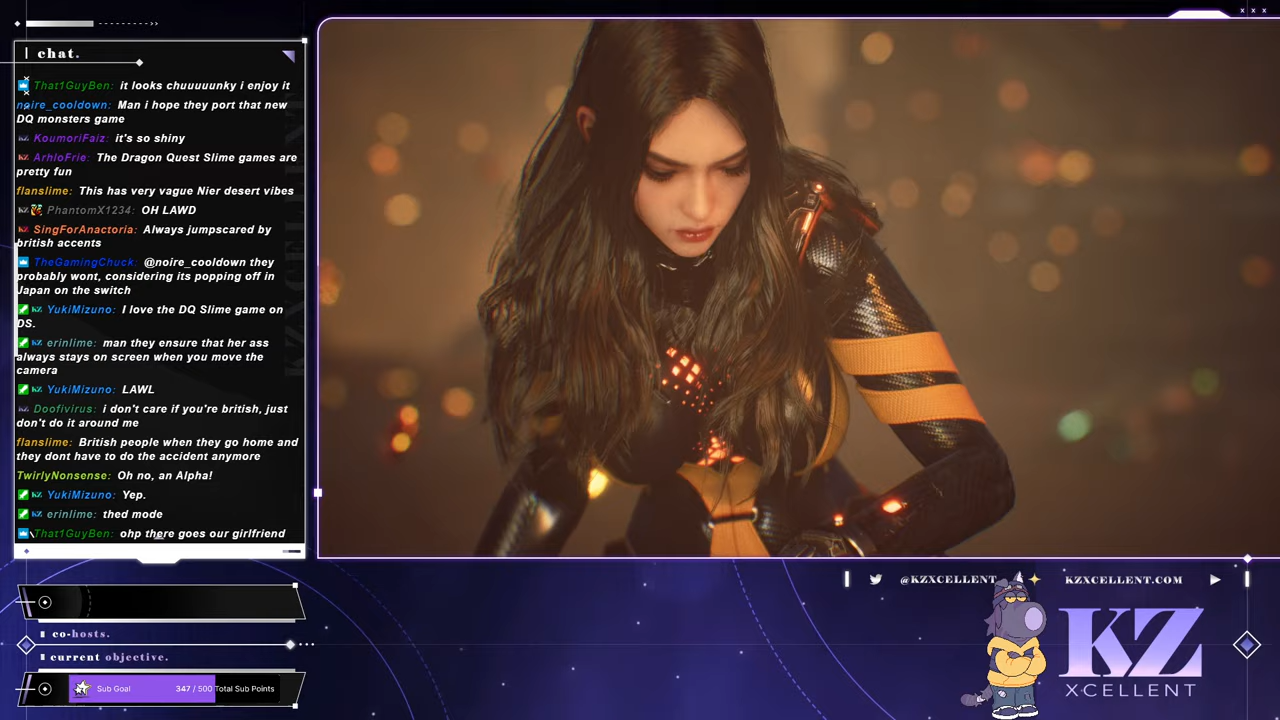 chat.
That1GuyBen: it looks chuuuuunky i enjoy it
noire_cooldown: Man i hope they port that new
DQ monsters game
KoumoriFaiz: it's so shiny
ArhloFrie: The Dragon Quest Slime games are
pretty fun
flanslime: This has very vague Nier desert vibes
PhantomX1234: OH LAWD
SingForAnactoria: Always jumpscared by
british accents
TheGamingChuck: @noire_cooldown they
probably wont, considering its popping off in
Japan on the switch
YukiMizuno: I love the DQ Slime game on
DS.
erinlime: man they ensure that her ass
always stays on screen when you move the
camera
YukiMizuno: LAWL
Doofivirus: i don't care if you're british, just
don't do it around me
flanslime: British people when they go home and
they dont have to do the accident anymore
TwirlyNonsense: Oh no, an Alpha!
YukiMizuno: Yep.
erinlime: thed mode
That1GuyBen: ohp there goes our girlfriend
co-hosts.
current objective.
Sub Goal 347 / 500 Total Sub Points
@KZXCELLENT KZXCELLENT.COM
KZ
XCELLENT